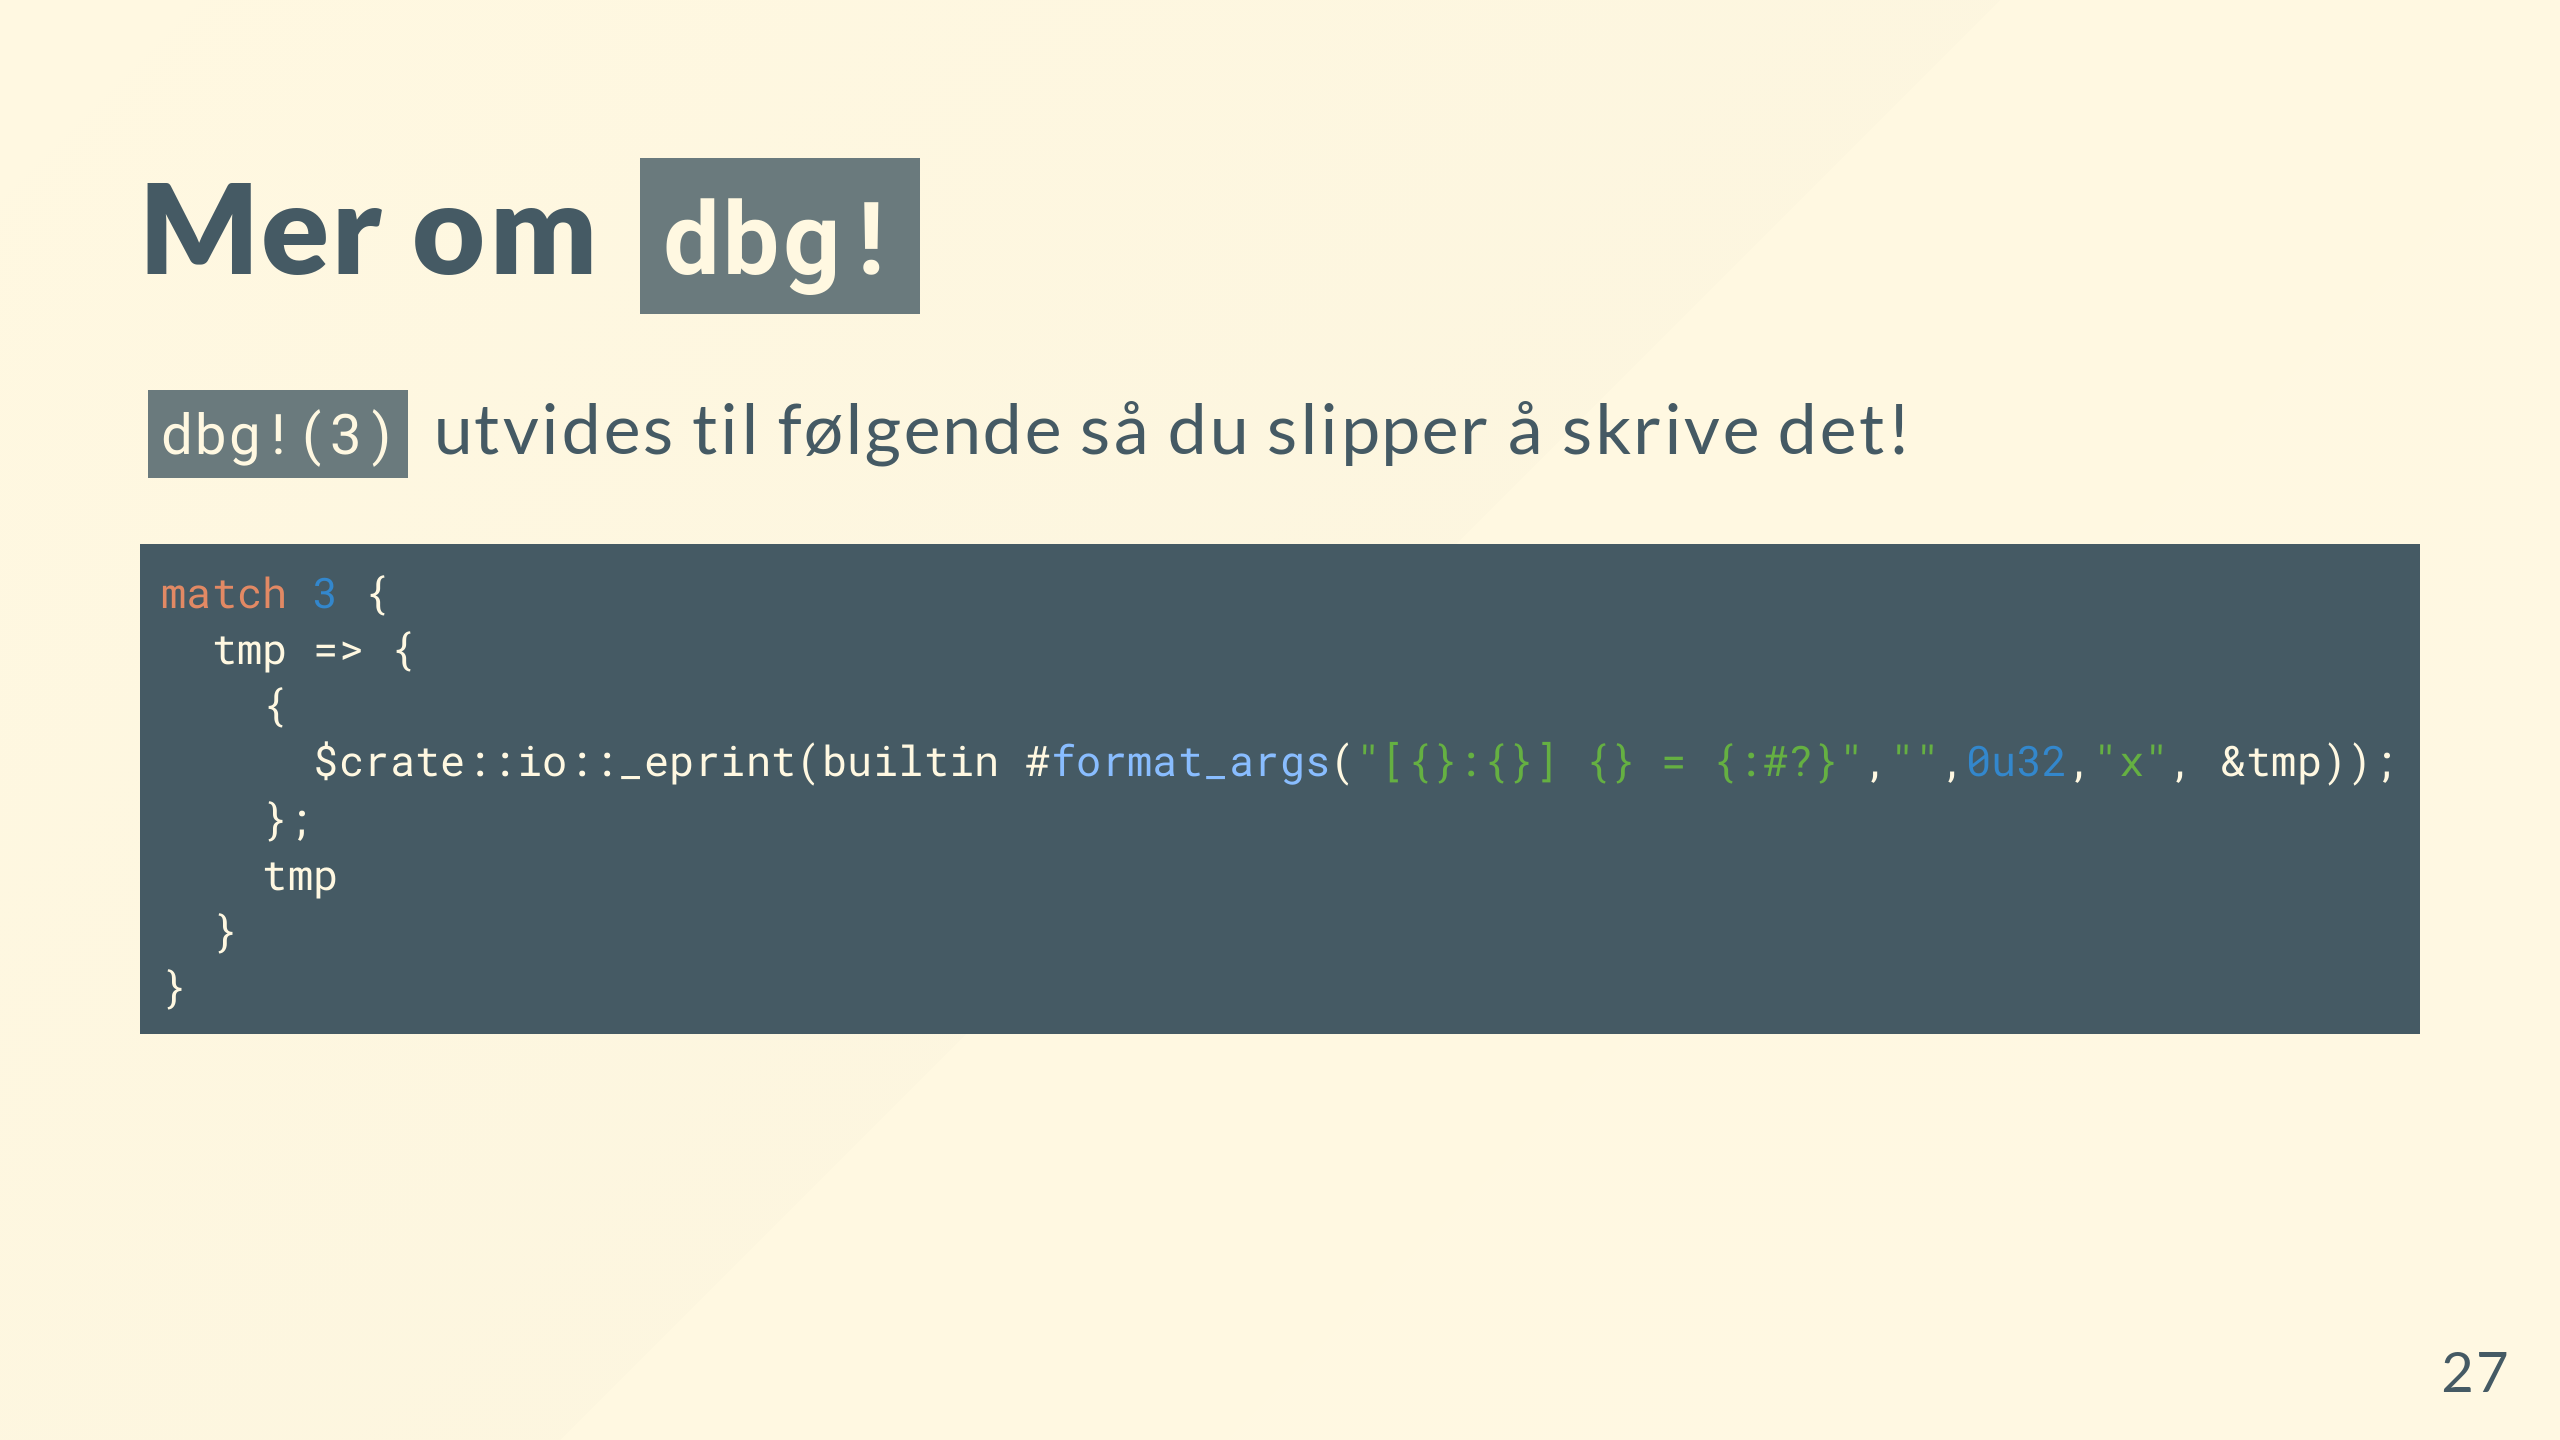 Mer om dbg!
dbg!(3) utvides til følgende så du slipper å skrive det!
match 3 {
  tmp => {
    {
      $crate::io::_eprint(builtin #format_args("[{}:{}] {} = {:#?}","",0u32,"x", &tmp));
    };
    tmp
  }
}
27